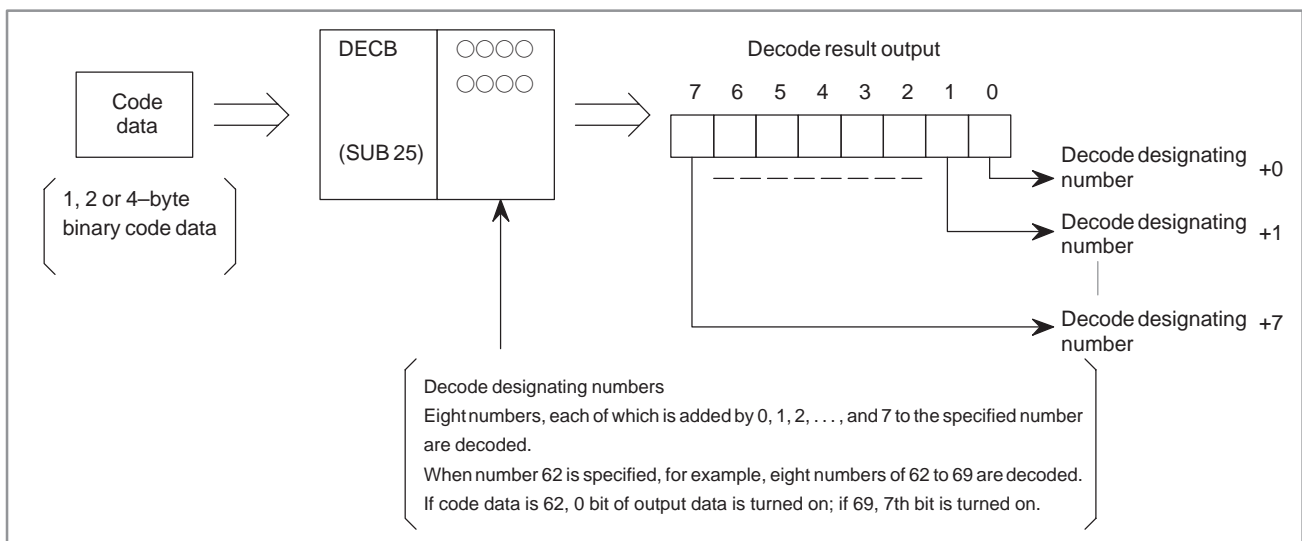 Code
data
1, 2 or 4–byte
binary code data
DECB
(SUB 25)
○○○○
○○○○
Decode result output
7 6 5 4 3 2 1 0
Decode designating
number +0
Decode designating
number +1
Decode designating
number +7
Decode designating numbers
Eight numbers, each of which is added by 0, 1, 2, . . . , and 7 to the specified number
are decoded.
When number 62 is specified, for example, eight numbers of 62 to 69 are decoded.
If code data is 62, 0 bit of output data is turned on; if 69, 7th bit is turned on.